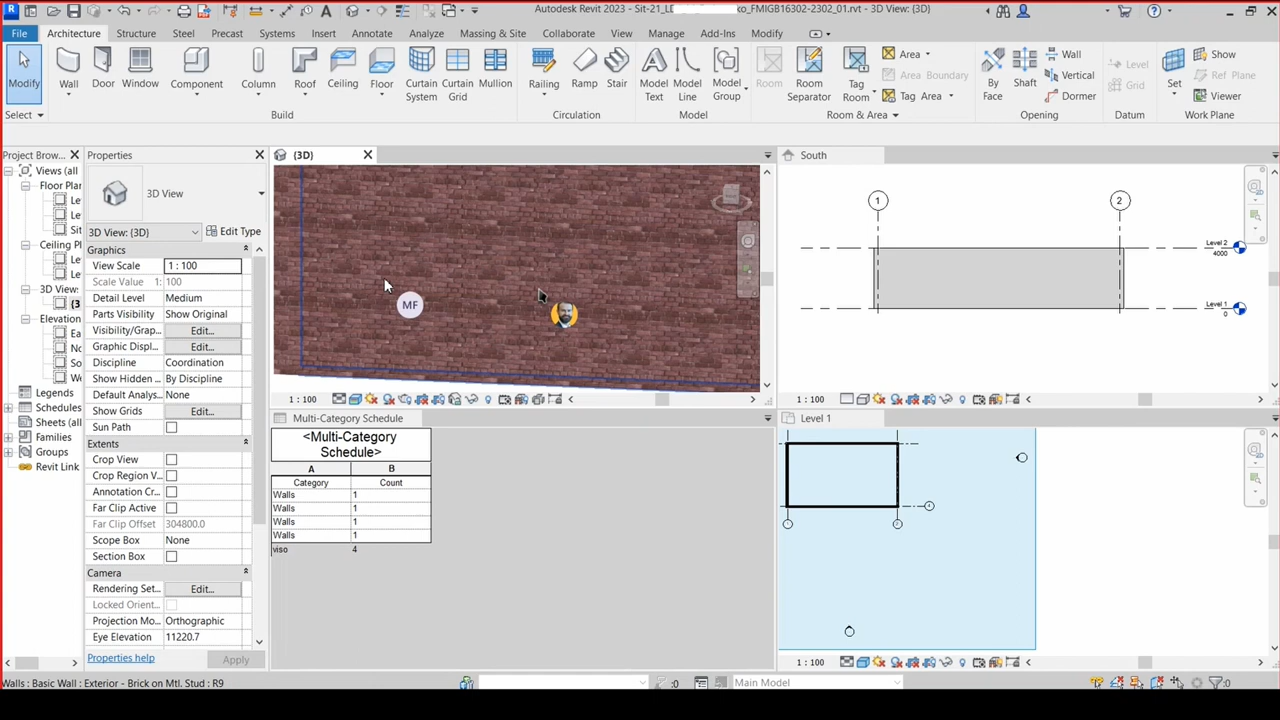 Autodesk Revit 2023 - Sit-21_L ko_FMIGB16302-2302_01.rvt - 3D View: {3D}
File Architecture Structure Steel Precast Systems Insert Annotate Analyze Massing & Site Collaborate View Manage Add-Ins Modify
Modify Wall Door Window Component Column Roof Ceiling Floor Curtain System Curtain Grid Mullion Railing Ramp Stair Model Text Model Line Model Group Room Room Separator Tag Room By Face Shaft Set
Area Wall Level Show
Area Boundary Vertical Grid Ref Plane
Tag Area Dormer Viewer
Select Build Circulation Model Room & Area Opening Datum Work Plane
Project Brow...
Views (all
Floor Plan
Le
Le
Sit
Ceiling Pl
Le
Le
3D View:
{3
Elevation
Ea
No
So
We
Legends
Schedules
Sheets (all
Families
Groups
Revit Link
Properties
3D View
3D View: {3D} Edit Type
Graphics
View Scale 1 : 100
Scale Value 1: 100
Detail Level Medium
Parts Visibility Show Original
Visibility/Grap... Edit...
Graphic Displ... Edit...
Discipline Coordination
Show Hidden ... By Discipline
Default Analys... None
Show Grids Edit...
Sun Path
Extents
Crop View
Crop Region V...
Annotation Cr...
Far Clip Active
Far Clip Offset 304800.0
Scope Box None
Section Box
Camera
Rendering Set... Edit...
Locked Orient...
Projection Mo... Orthographic
Eye Elevation 11220.7
Properties help Apply
{3D}
MF
1 : 100
South
1 2
Level 2
4000
Level 1
0
1 : 100
Multi-Category Schedule
<Multi-Category
Schedule>
A B
Category Count
Walls 1
Walls 1
Walls 1
Walls 1
viso 4
Level 1
1 : 100
Walls : Basic Wall : Exterior - Brick on Mtl. Stud : R9 :0 Main Model :0